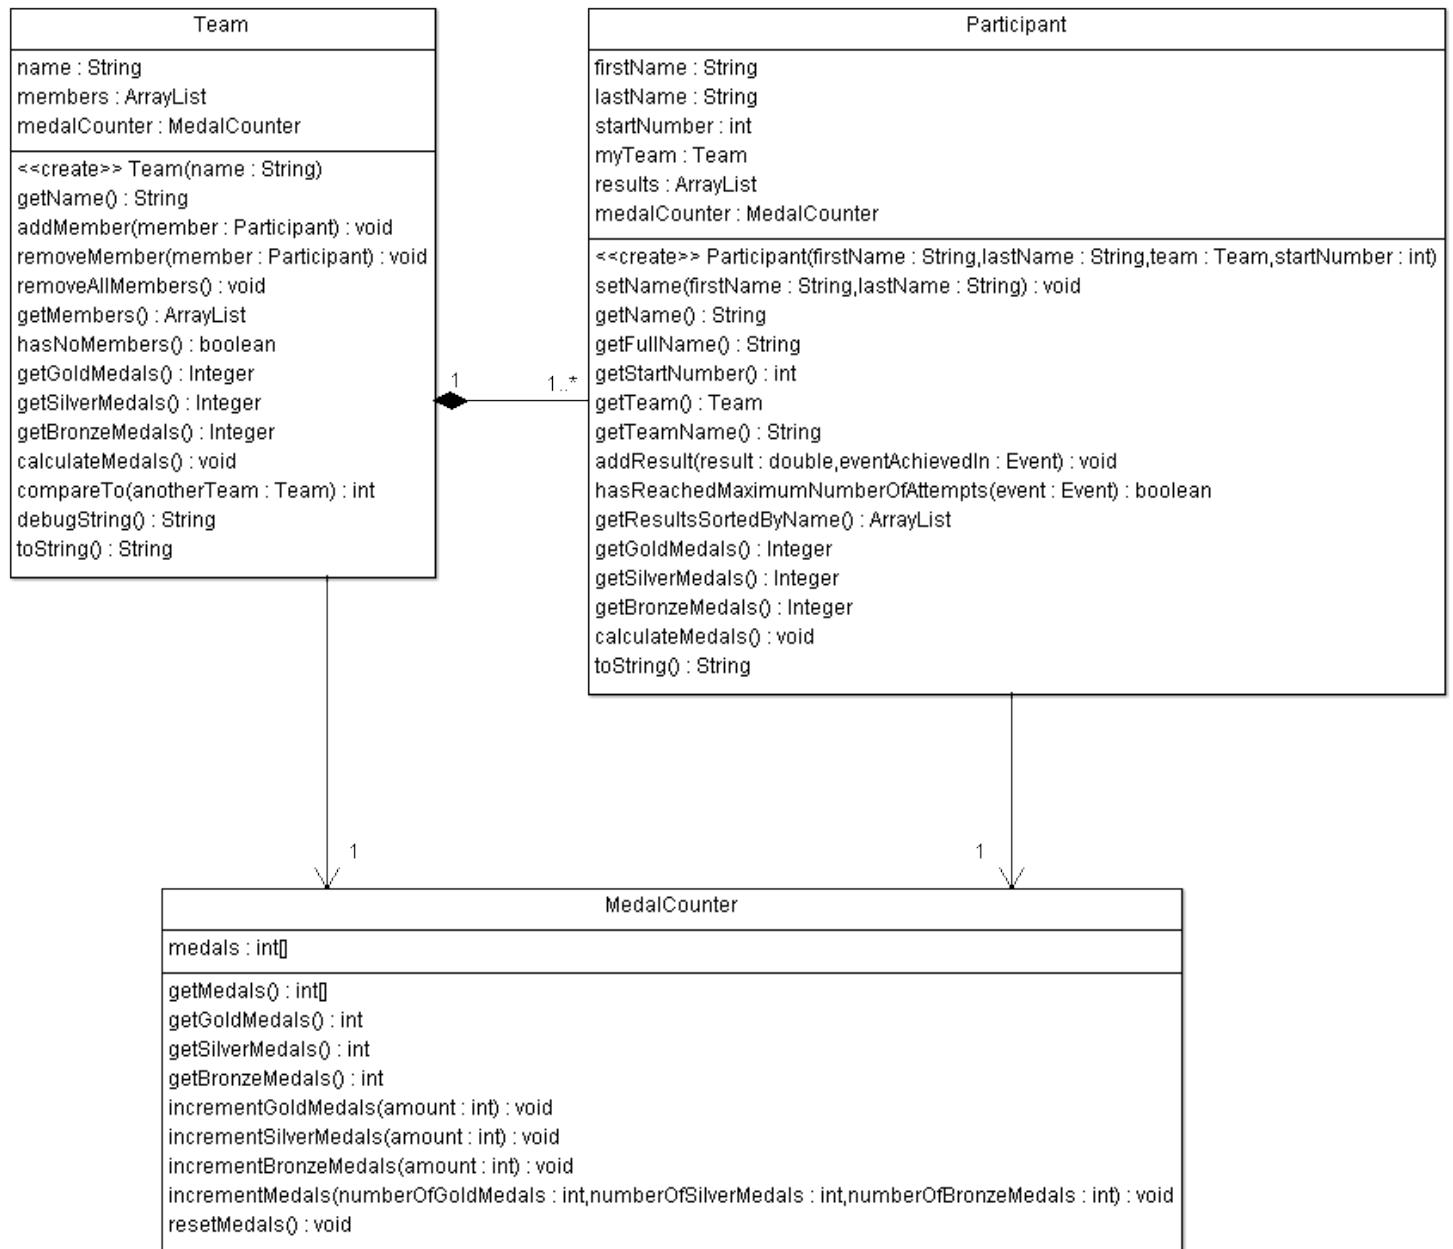 Team
name : String
members : ArrayList
medalCounter : MedalCounter
<<create>> Team(name : String)
getName() : String
addMember(member : Participant) : void
removeMember(member : Participant) : void
removeAllMembers() : void
getMembers() : ArrayList
hasNoMembers() : boolean
getGoldMedals() : Integer
getSilverMedals() : Integer
getBronzeMedals() : Integer
calculateMedals() : void
compareTo(anotherTeam : Team) : int
debugString() : String
toString() : String
1
1..*
Participant
firstName : String
lastName : String
startNumber : int
myTeam : Team
results : ArrayList
medalCounter : MedalCounter
<<create>> Participant(firstName : String,lastName : String,team : Team,startNumber : int)
setName(firstName : String,lastName : String) : void
getName() : String
getFullName() : String
getStartNumber() : int
getTeam() : Team
getTeamName() : String
addResult(result : double,eventAchievedIn : Event) : void
hasReachedMaximumNumberOfAttempts(event : Event) : boolean
getResultsSortedByName() : ArrayList
getGoldMedals() : Integer
getSilverMedals() : Integer
getBronzeMedals() : Integer
calculateMedals() : void
toString() : String
1
1
MedalCounter
medals : int[]
getMedals() : int[]
getGoldMedals() : int
getSilverMedals() : int
getBronzeMedals() : int
incrementGoldMedals(amount : int) : void
incrementSilverMedals(amount : int) : void
incrementBronzeMedals(amount : int) : void
incrementMedals(numberOfGoldMedals : int,numberOfSilverMedals : int,numberOfBronzeMedals : int) : void
resetMedals() : void